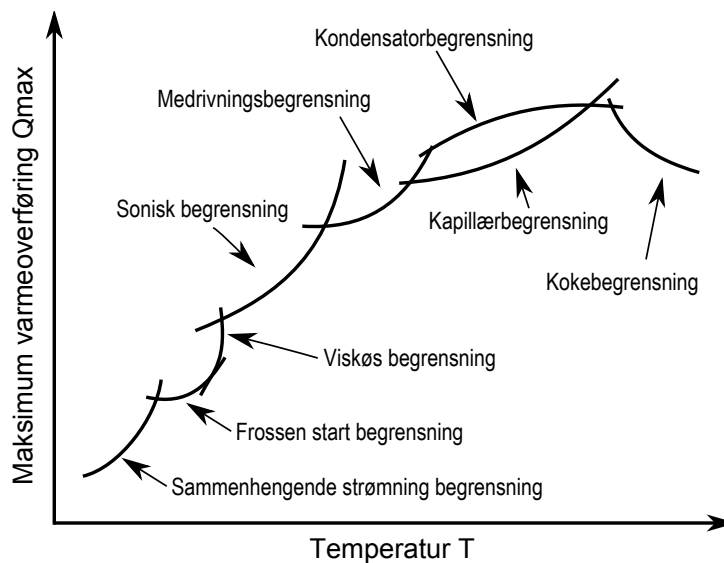 Kondensatorbegrensning
Medrivningsbegrensning
Sonisk begrensning
Kapillærbegrensning
Kokebegrensning
Viskøs begrensning
Frossen start begrensning
Sammenhengende strømning begrensning
Maksimum varmeoverføring Qmax
Temperatur T